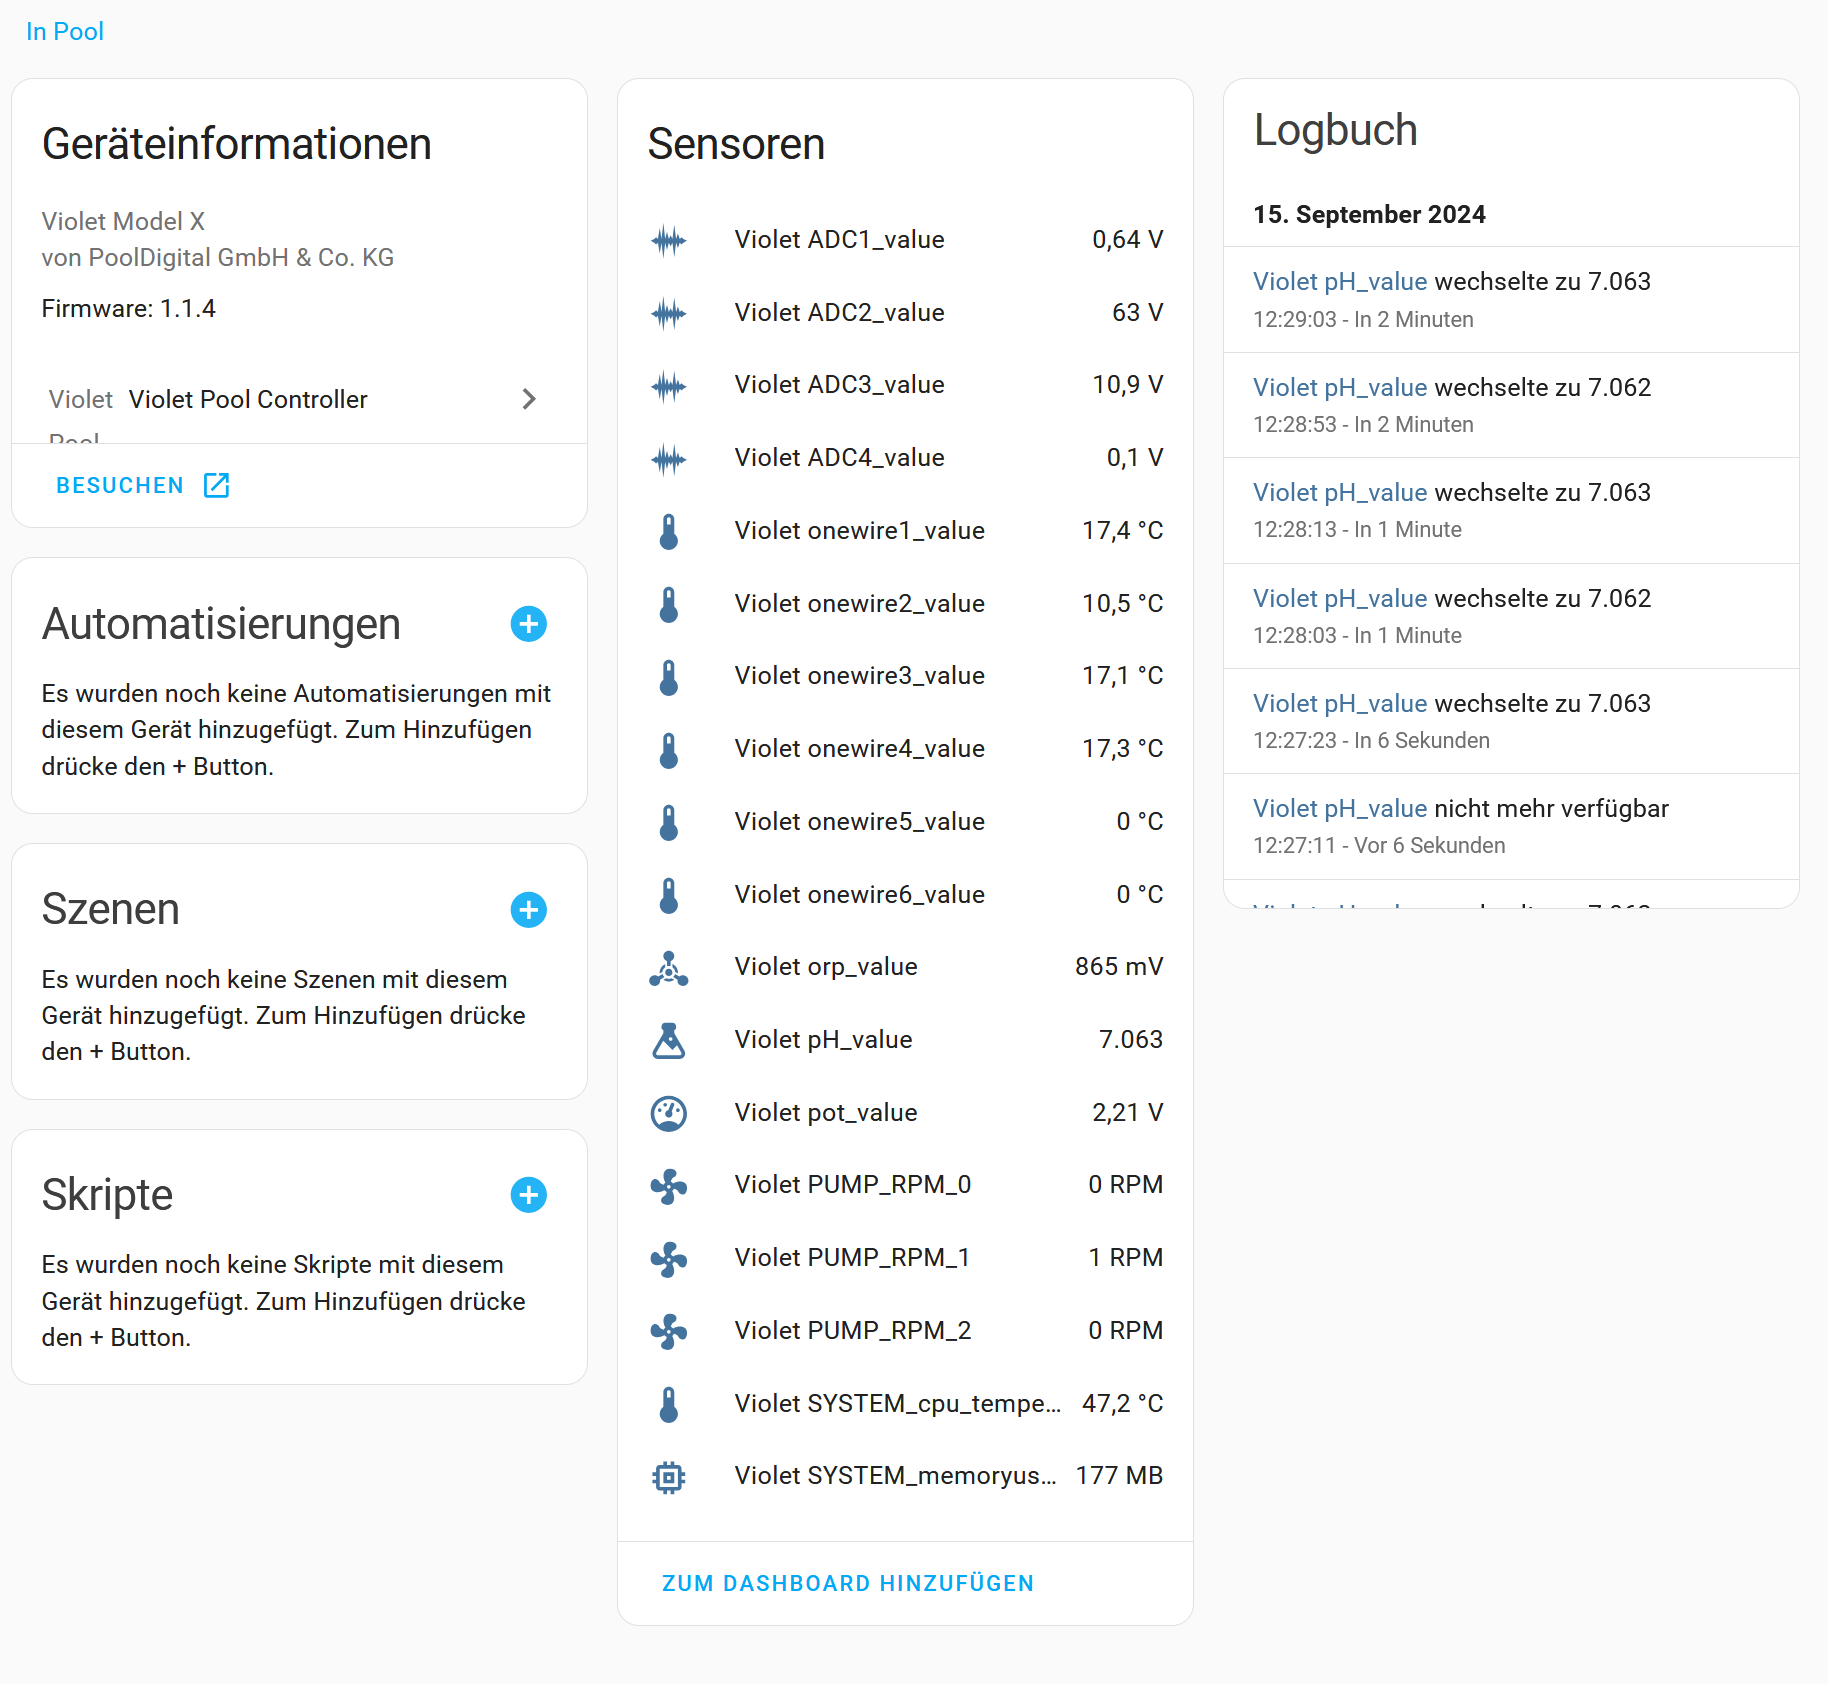 In Pool
Geräteinformationen
Violet Model X
von PoolDigital GmbH & Co. KG
Firmware: 1.1.4
Violet Violet Pool Controller
Pool
BESUCHEN
Automatisierungen
Es wurden noch keine Automatisierungen mit
diesem Gerät hinzugefügt. Zum Hinzufügen
drücke den + Button.
Szenen
Es wurden noch keine Szenen mit diesem
Gerät hinzugefügt. Zum Hinzufügen drücke
den + Button.
Skripte
Es wurden noch keine Skripte mit diesem
Gerät hinzugefügt. Zum Hinzufügen drücke
den + Button.
Sensoren
Violet ADC1_value 0,64 V
Violet ADC2_value 63 V
Violet ADC3_value 10,9 V
Violet ADC4_value 0,1 V
Violet onewire1_value 17,4 °C
Violet onewire2_value 10,5 °C
Violet onewire3_value 17,1 °C
Violet onewire4_value 17,3 °C
Violet onewire5_value 0 °C
Violet onewire6_value 0 °C
Violet orp_value 865 mV
Violet pH_value 7.063
Violet pot_value 2,21 V
Violet PUMP_RPM_0 0 RPM
Violet PUMP_RPM_1 1 RPM
Violet PUMP_RPM_2 0 RPM
Violet SYSTEM_cpu_tempe... 47,2 °C
Violet SYSTEM_memoryus... 177 MB
ZUM DASHBOARD HINZUFÜGEN
Logbuch
15. September 2024
Violet pH_value wechselte zu 7.063
12:29:03 - In 2 Minuten
Violet pH_value wechselte zu 7.062
12:28:53 - In 2 Minuten
Violet pH_value wechselte zu 7.063
12:28:13 - In 1 Minute
Violet pH_value wechselte zu 7.062
12:28:03 - In 1 Minute
Violet pH_value wechselte zu 7.063
12:27:23 - In 6 Sekunden
Violet pH_value nicht mehr verfügbar
12:27:11 - Vor 6 Sekunden